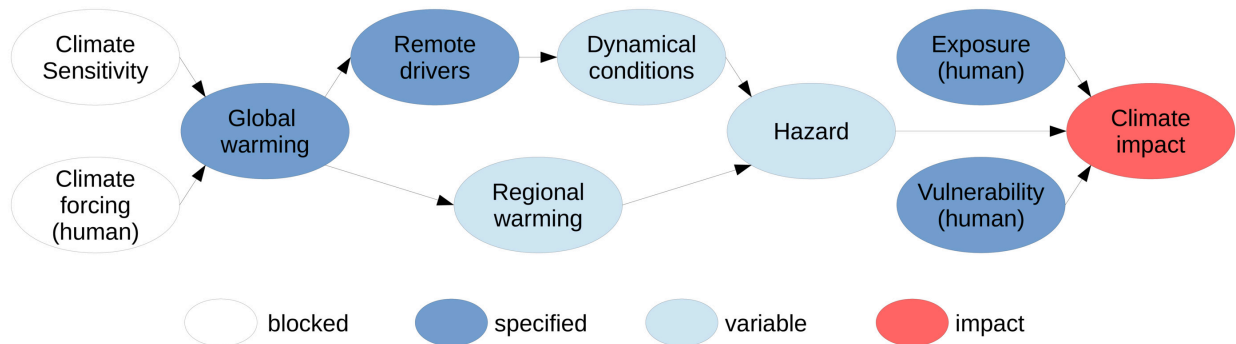 Climate
Sensitivity
Remote
drivers
Dynamical
conditions
Exposure
(human)
Global
warming
Hazard
Climate
impact
Climate
forcing
(human)
Regional
warming
Vulnerability
(human)
blocked
specified
variable
impact